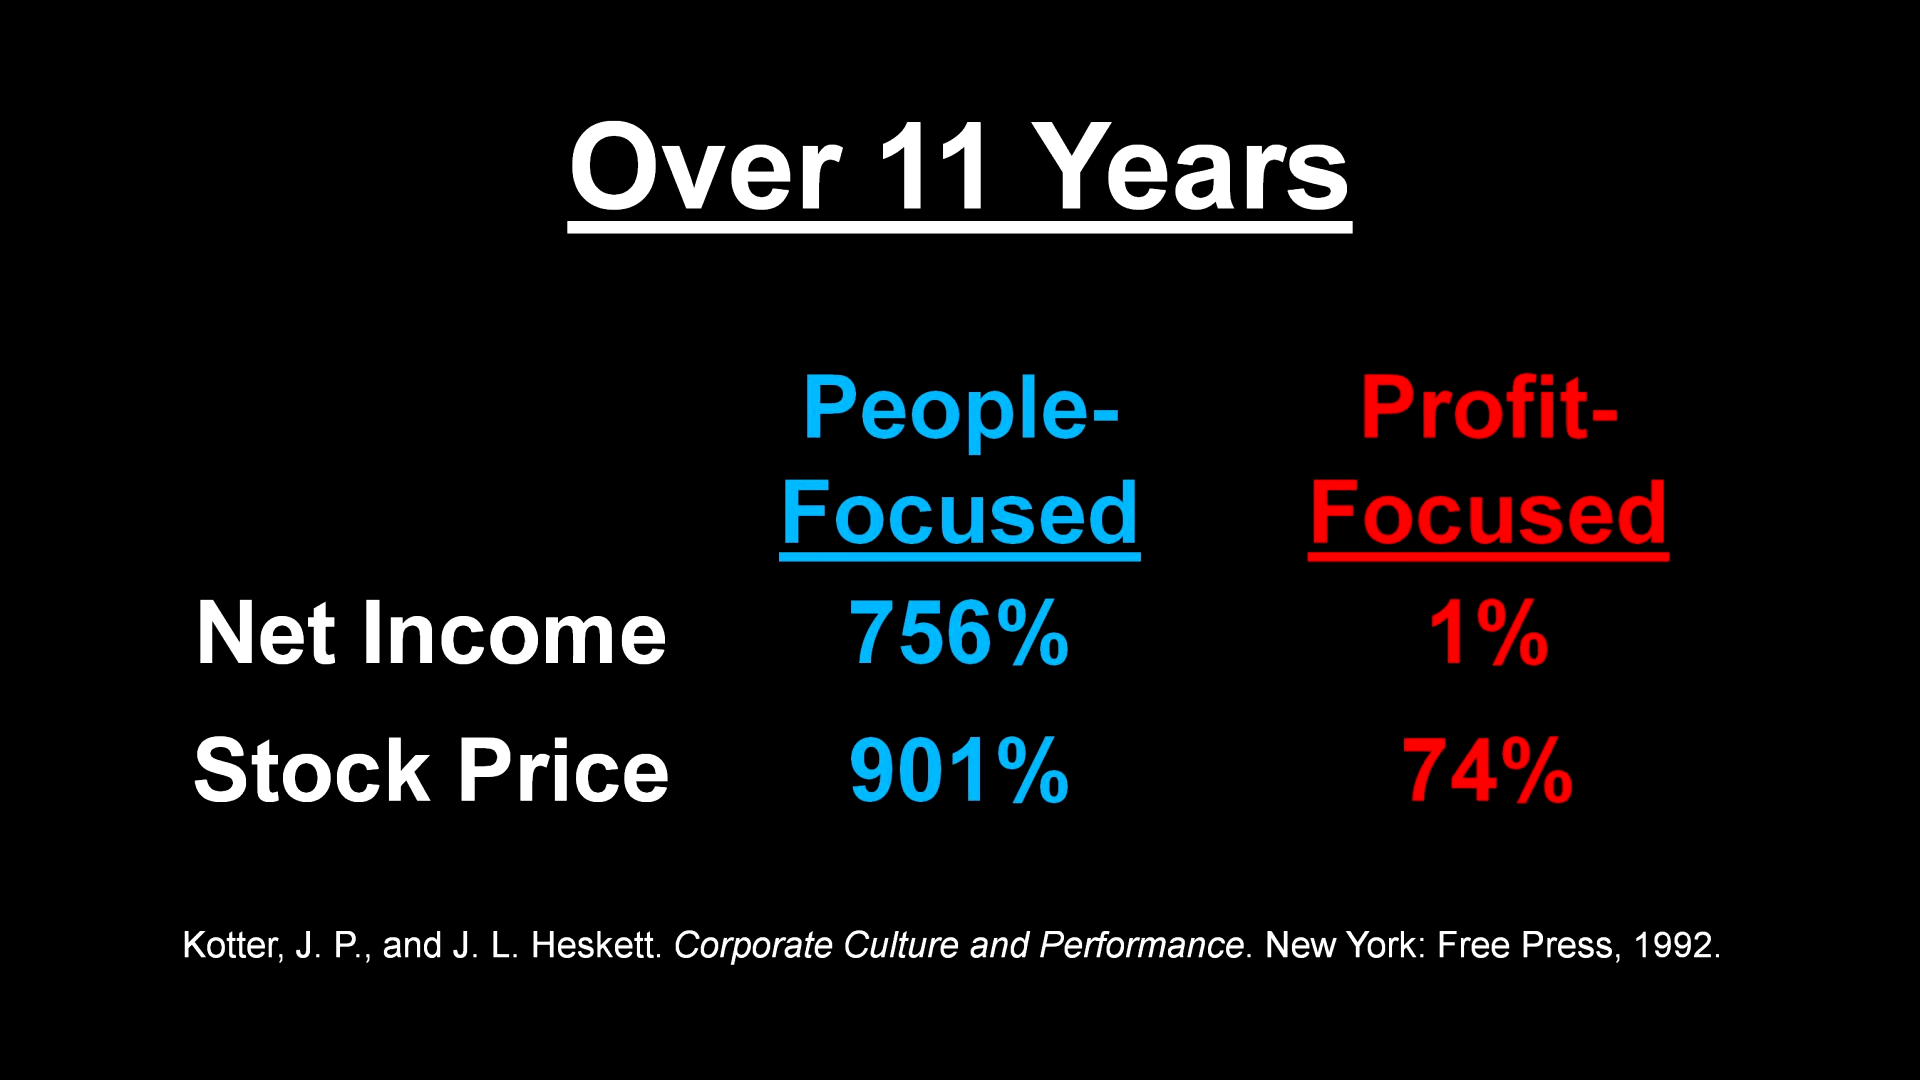 Over 11 Years
People- Profit-
Focused Focused
Net Income 756% 1%
Stock Price 901% 74%
Kotter, J. P., and J. L. Heskett. Corporate Culture and Performance. New York: Free Press, 1992.